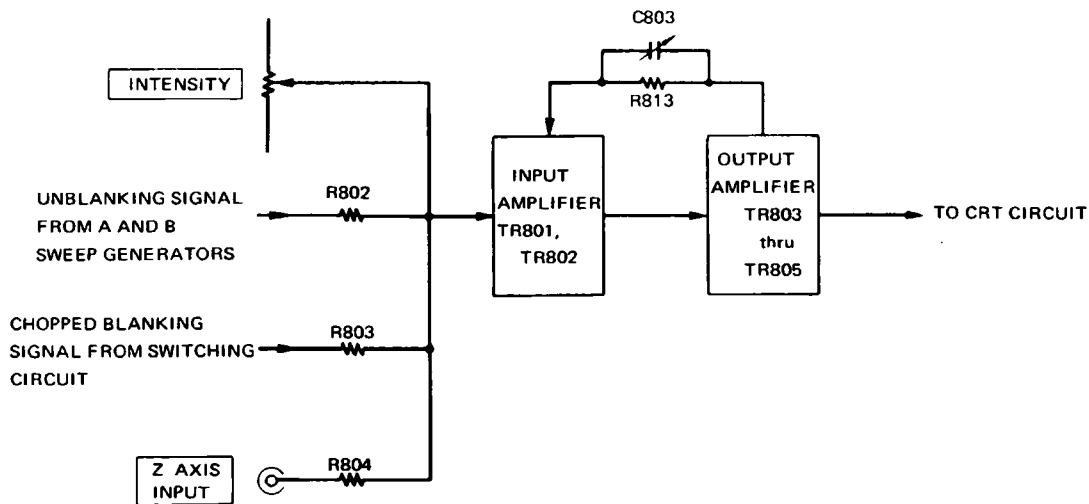 C803
INTENSITY
R813
UNBLANKING SIGNAL
FROM A AND B
SWEEP GENERATORS
R802
INPUT
AMPLIFIER
TR801,
TR802
OUTPUT
AMPLIFIER
TR803
thru
TR805
TO CRT CIRCUIT
CHOPPED BLANKING
SIGNAL FROM SWITCHING
CIRCUIT
R803
Z AXIS
INPUT
R804